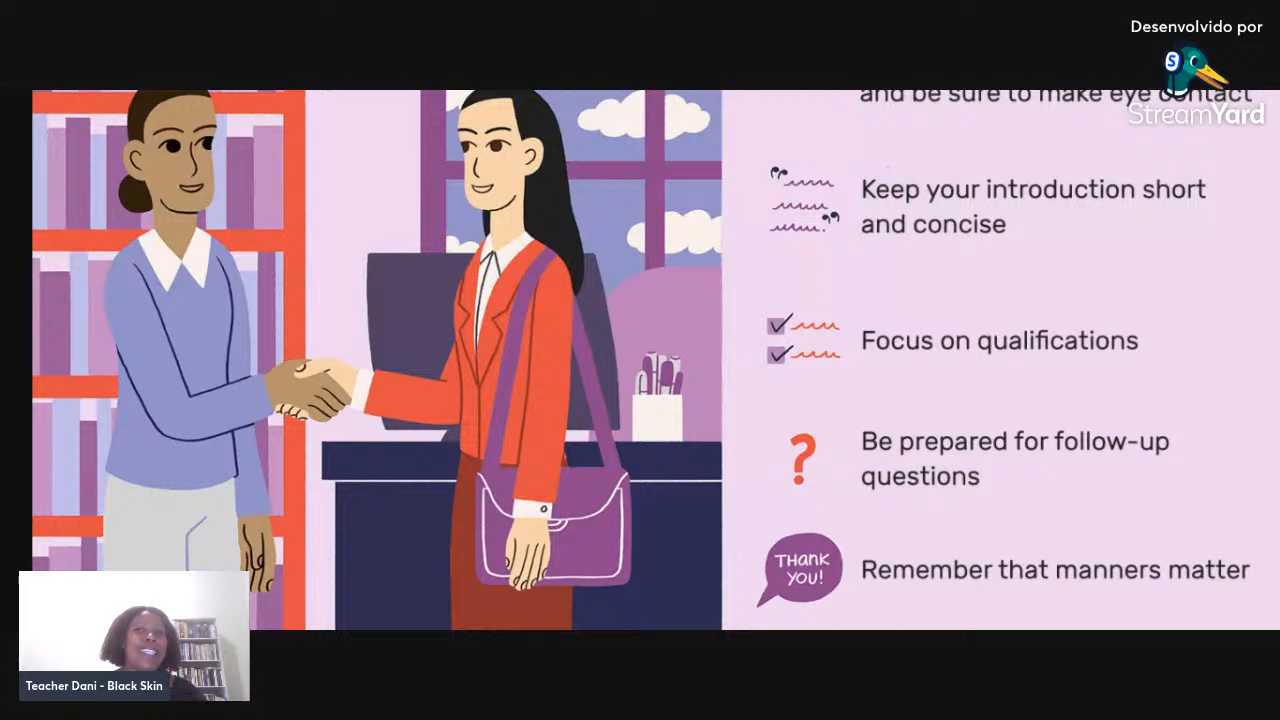 Desenvolvido por
StreamYard
and be sure to make eye contact
Keep your introduction short
and concise
Focus on qualifications
Be prepared for follow-up
questions
THANK
YOU!
Remember that manners matter
Teacher Dani - Black Skin